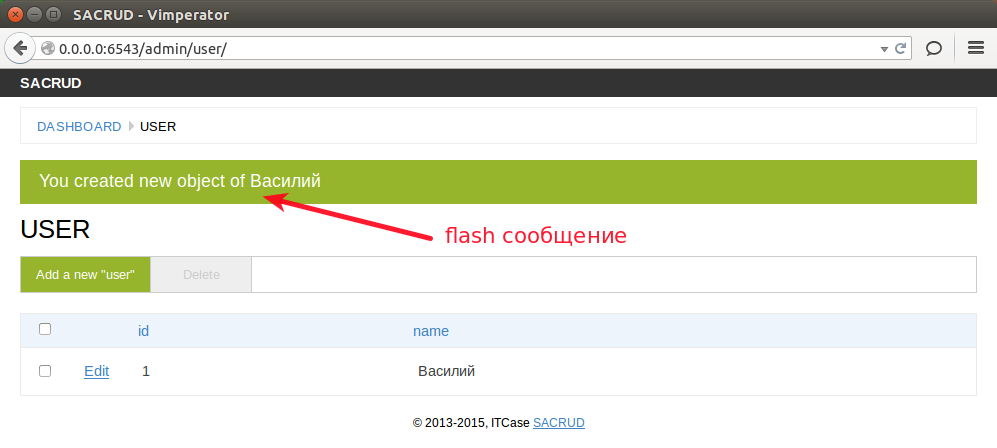 SACRUD - Vimperator
0.0.0.0:6543/admin/user/
SACRUD
DASHBOARD USER
You created new object of Василий
flash сообщение
USER
Add a new "user" Delete
id name
Edit 1 Василий
© 2013-2015, ITCase SACRUD